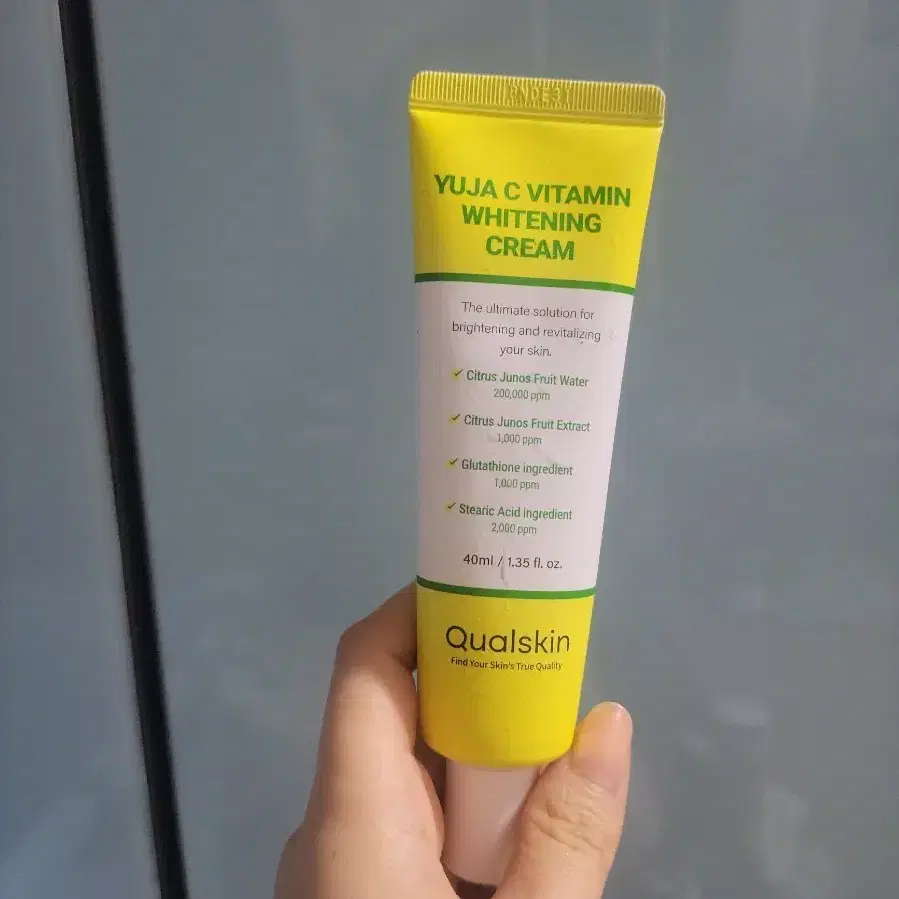 YUJA C VITAMIN
WHITENING
CREAM
The ultimate solution for
brightening and revitalizing
your skin.
Citrus Junos Fruit Water
200,000 ppm
Citrus Junos Fruit Extract
1,000 ppm
Glutathione ingredient
1,000 ppm
Stearic Acid ingredient
2,000 ppm
40ml / 1.35 fl. oz.
Qualskin
Find Your Skin's True Quality